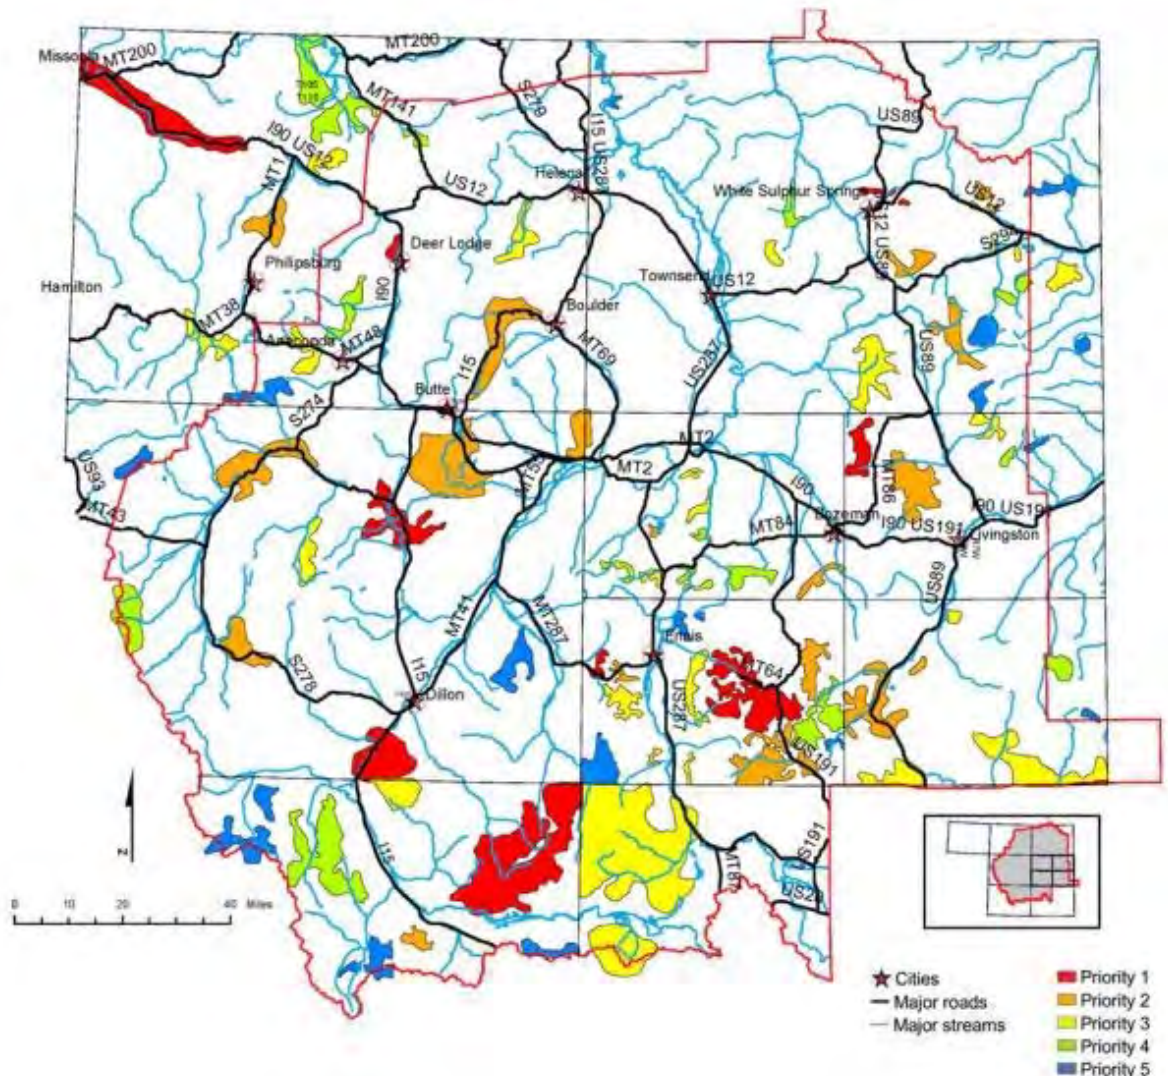 MT200
MT200
Missoula
MT141
S279
I15 US287
US89
I90 US12
MT1
US12
Helena
White Sulphur Springs
US12
US12 US89
S294
Deer Lodge
Philipsburg
Hamilton
I90
Townsend
US12
MT38
Anaconda
MT48
Boulder
MT69
US287
US89
I15
Butte
S274
MT2
US93
MT2
I90
MT86
MT43
MT84
Bozeman
I90 US191
I90 US191
Livingston
US89
MT41
MT287
Ennis
S278
I15
Dillon
US287
MT64
US191
I15
US191
MT87
N
0 10 20 40 Miles
Cities
Major roads
Major streams
Priority 1
Priority 2
Priority 3
Priority 4
Priority 5